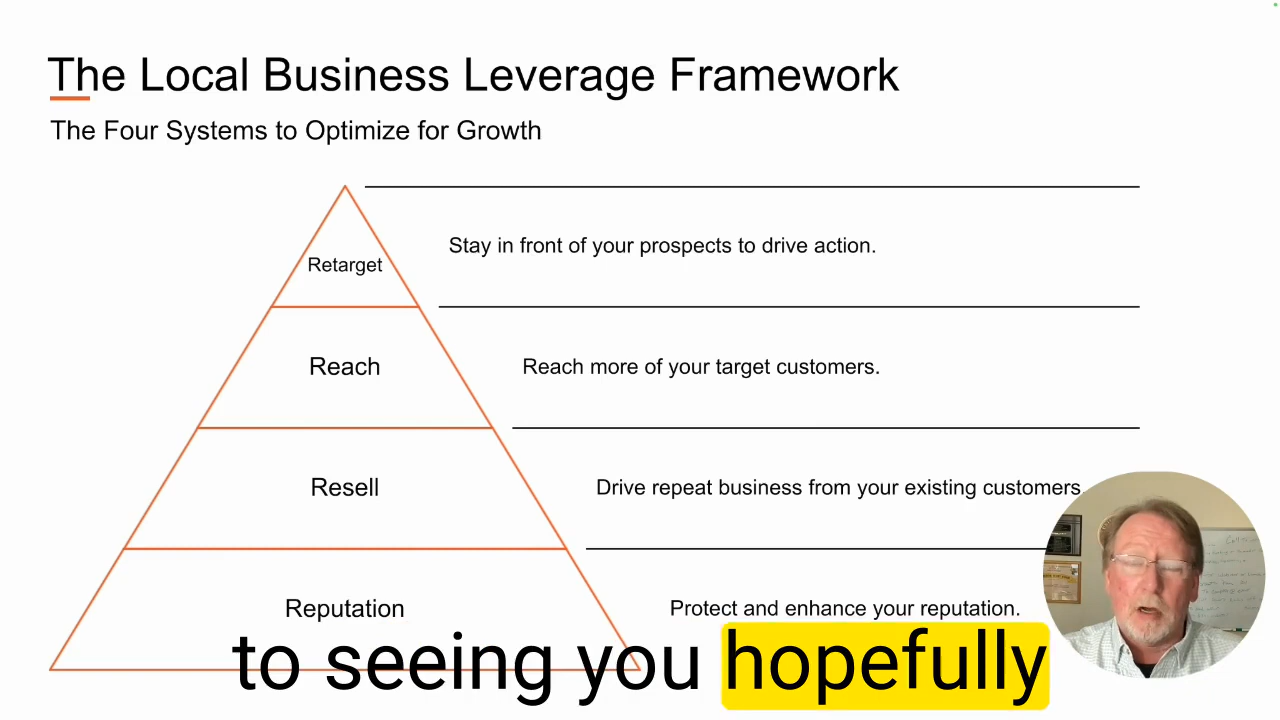 The Local Business Leverage Framework
The Four Systems to Optimize for Growth
Retarget
Stay in front of your prospects to drive action.
Reach
Reach more of your target customers.
Resell
Drive repeat business from your existing customers.
Reputation
Protect and enhance your reputation.
to seeing you hopefully